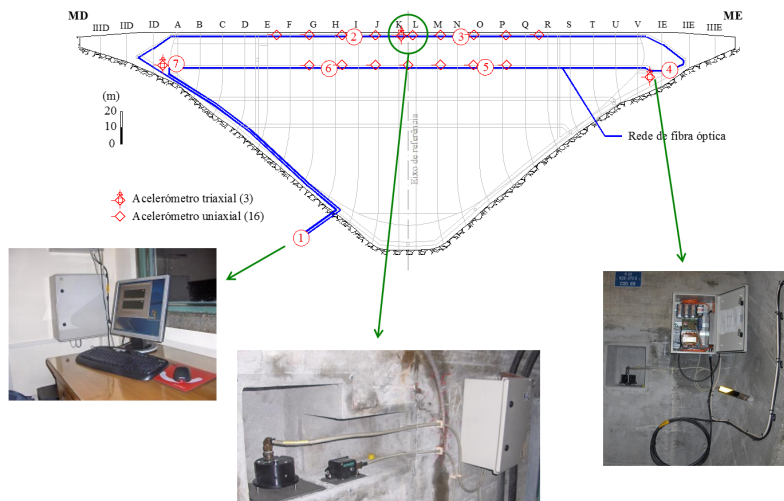 MD
ME
IIID IID ID A B C D E F G H I J K L M N O P Q R S T U V IE IIE IIIE
2
3
7
6
5
4
(m)
20
10
0
Eixo de referência
Rede de fibra óptica
Acelerómetro triaxial (3)
Acelerómetro uniaxial (16)
1